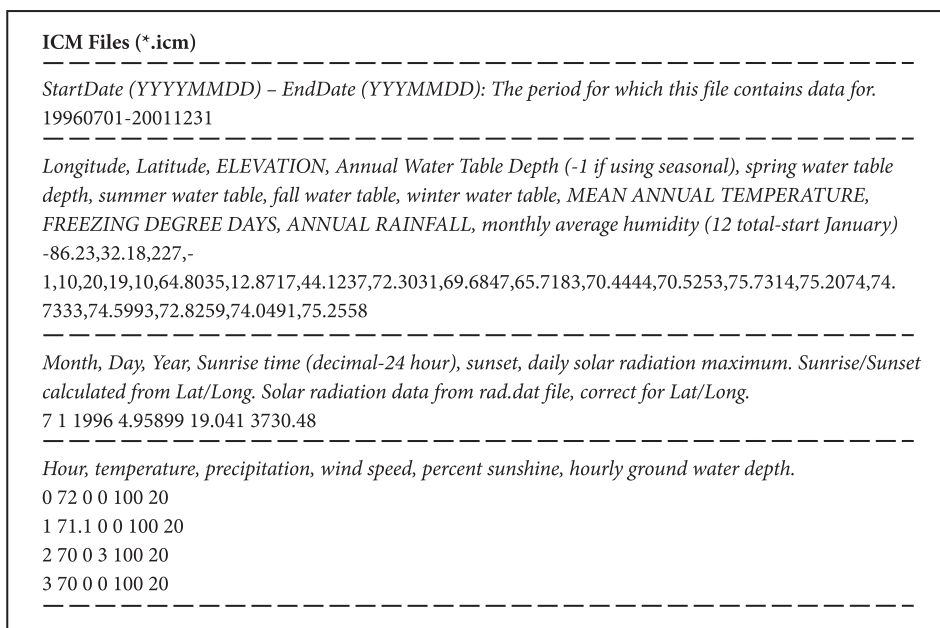 ICM Files (*.icm)
StartDate (YYYYMMDD) – EndDate (YYYMMDD): The period for which this file contains data for.
19960701-20011231
Longitude, Latitude, ELEVATION, Annual Water Table Depth (-1 if using seasonal), spring water table
depth, summer water table, fall water table, winter water table, MEAN ANNUAL TEMPERATURE,
FREEZING DEGREE DAYS, ANNUAL RAINFALL, monthly average humidity (12 total-start January)
-86.23,32.18,227,-
1,10,20,19,10,64.8035,12.8717,44.1237,72.3031,69.6847,65.7183,70.4444,70.5253,75.7314,75.2074,74.
7333,74.5993,72.8259,74.0491,75.2558
Month, Day, Year, Sunrise time (decimal-24 hour), sunset, daily solar radiation maximum. Sunrise/Sunset
calculated from Lat/Long. Solar radiation data from rad.dat file, correct for Lat/Long.
7 1 1996 4.95899 19.041 3730.48
Hour, temperature, precipitation, wind speed, percent sunshine, hourly ground water depth.
0 72 0 0 100 20
1 71.1 0 0 100 20
2 70 0 3 100 20
3 70 0 0 100 20